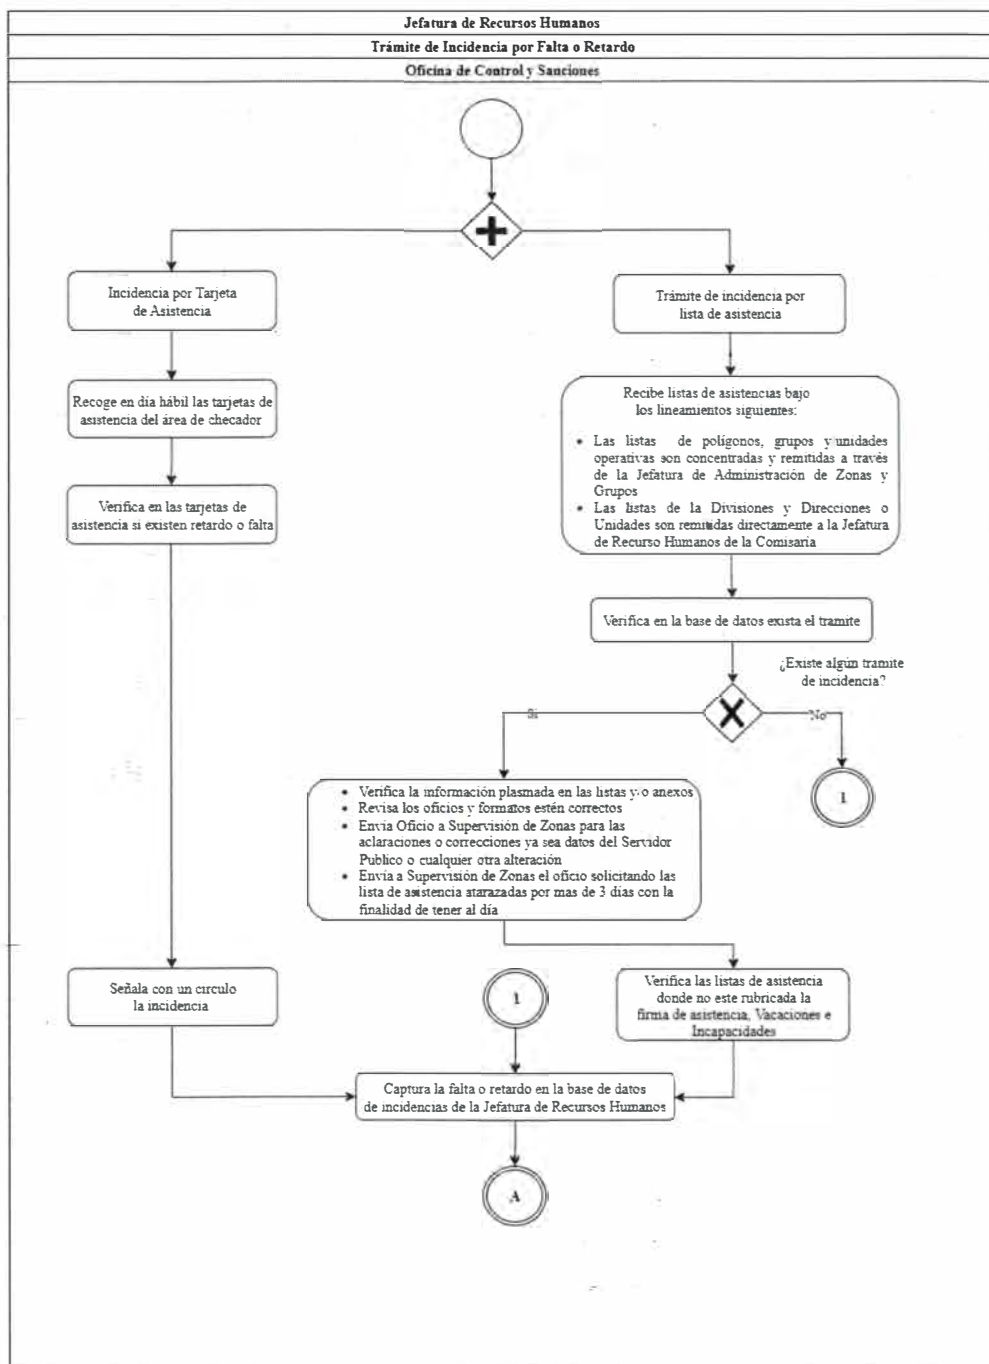 Jefatura de Recursos Humanos
Trámite de Incidencia por Falta o Retardo
Oficina de Control y Sanciones
Incidencia por Tarjeta
de Asistencia
Trámite de incidencia por
lista de asistencia
Recoge en día hábil las tarjetas de
asistencia del área de checador
Recibe listas de asistencias bajo
los lineamientos siguientes:
• Las listas de polígonos, grupos y unidades
operativas son concentradas y remitidas a través
de la Jefatura de Administración de Zonas y
Grupos
• Las listas de la Divisiones y Direcciones o
Unidades son remitidas directamente a la Jefatura
de Recurso Humanos de la Comisaría
Verifica en las tarjetas de
asistencia si existen retardo o falta
Verifica en la base de datos exista el tramite
¿Existe algún tramite
de incidencia?
Si
No
1
• Verifica la información plasmada en las listas y/o anexos
• Revisa los oficios y formatos estén correctos
• Envia Oficio a Supervisión de Zonas para las
aclaraciones o correcciones ya sea datos del Servidor
Publico o cualquier otra alteración
• Envía a Supervisión de Zonas el oficio solicitando las
lista de asistencia atarazadas por mas de 3 días con la
finalidad de tener al día
Señala con un circulo
la incidencia
1
Verifica las listas de asistencia
donde no este rubricada la
firma de asistencia, Vacaciones e
Incapacidades
Captura la falta o retardo en la base de datos
de incidencias de la Jefatura de Recursos Humanos
A